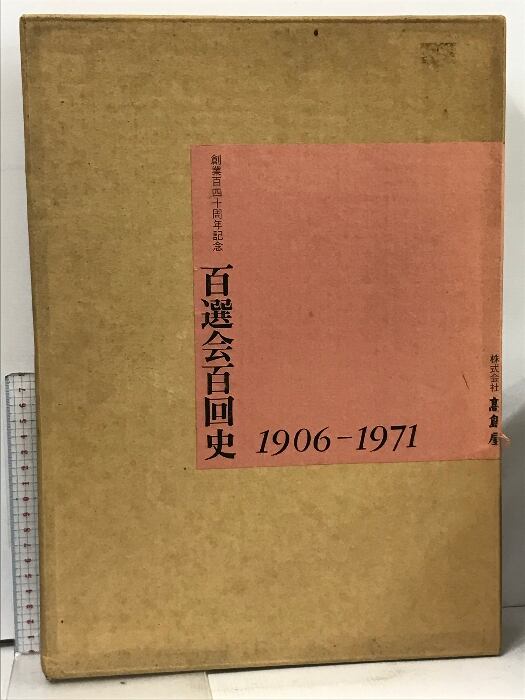 創業百四十周年記念
百選会百回史
1906-1971
株式会社 髙島屋